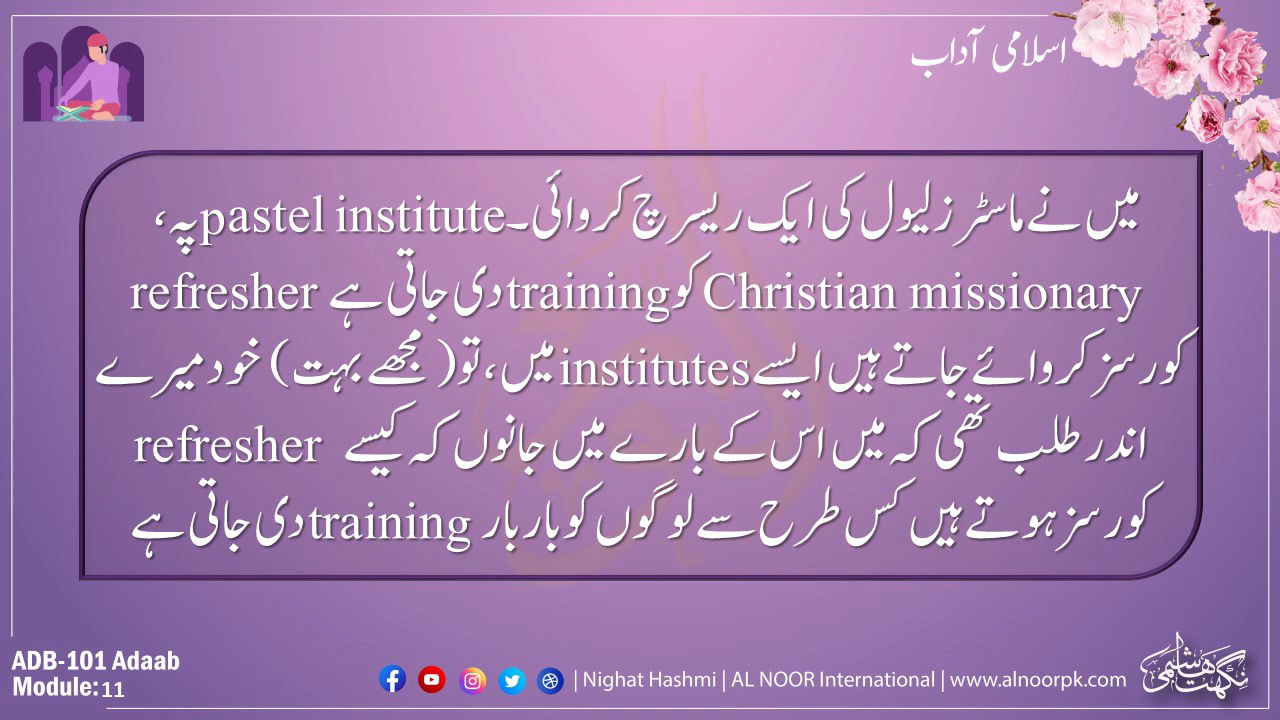 اسلامی آداب
میں نے ماسٹرز لیول کی ایک ریسرچ کروائی۔pastel institute پہ،
Christian missionary کو training دی جاتی ہے refresher
کورسز کروائے جاتے ہیں ایسے institutes میں، تو( مجھے بہت) خود میرے
اندر طلب تھی کہ میں اس کے بارے میں جانوں کہ کیسے refresher
کورسز ہوتے ہیں کس طرح سے لوگوں کو بار بار training دی جاتی ہے
ADB-101 Adaab
Module:11
| Nighat Hashmi | AL NOOR International | www.alnoorpk.com
نگہت ہاشمی